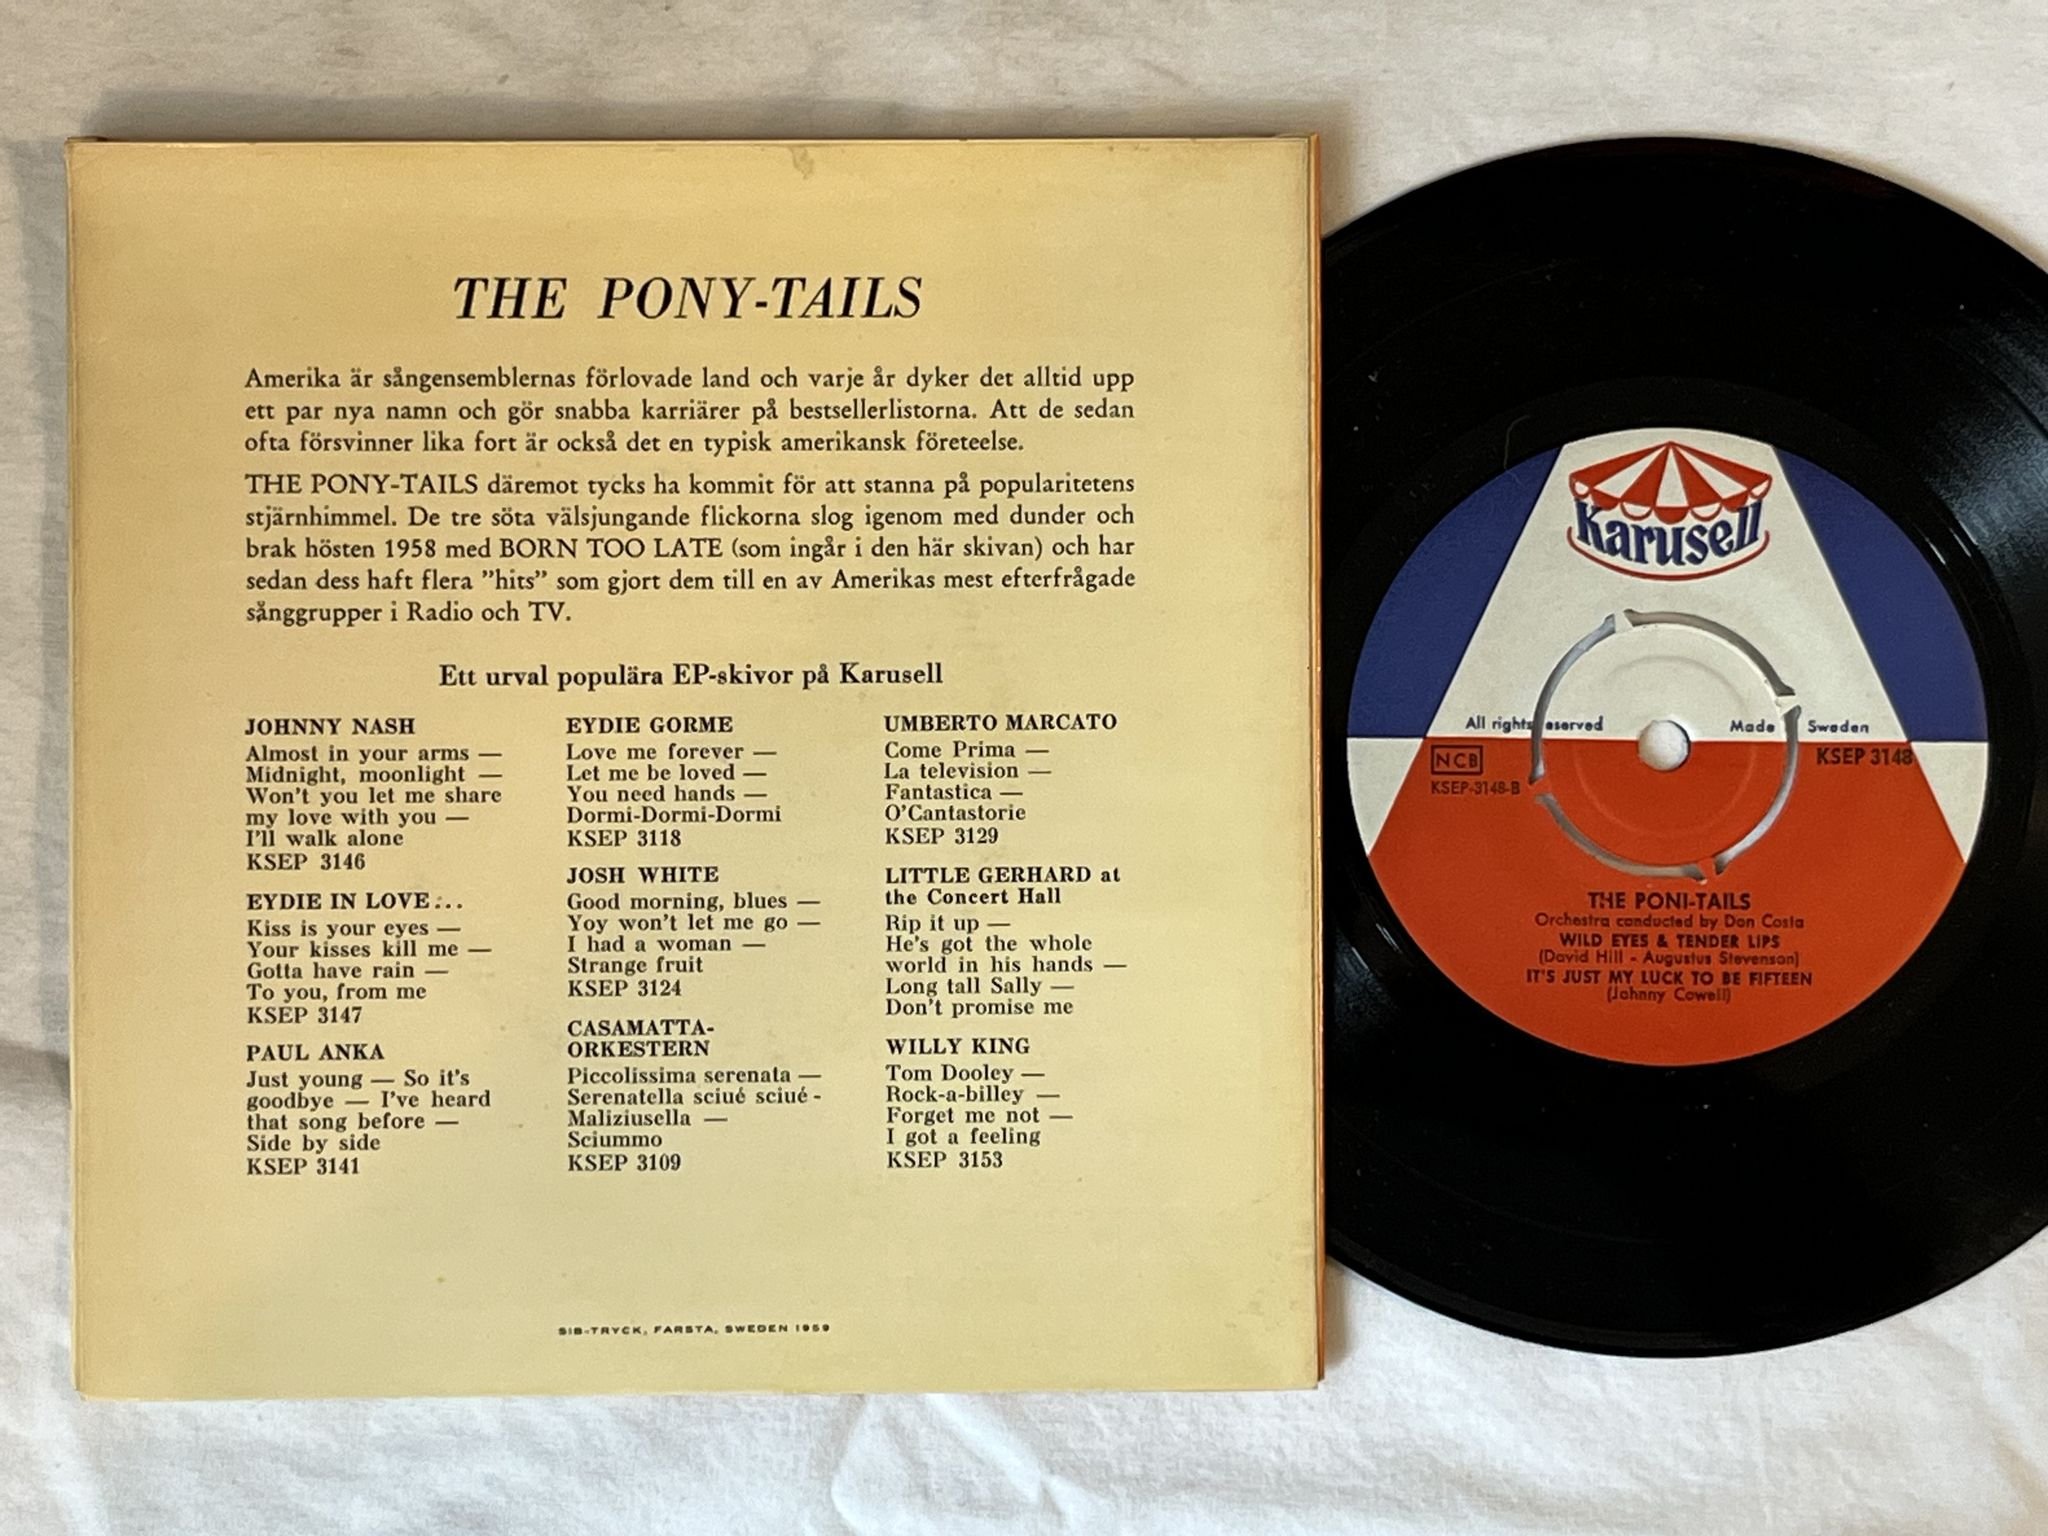 THE PONY-TAILS
Amerika är sångensemblernas förlovade land och varje år dyker det alltid upp
ett par nya namn och gör snabba karriärer på bestsellerlistorna. Att de sedan
ofta försvinner lika fort är också det en typisk amerikansk företeelse.
THE PONY-TAILS däremot tycks ha kommit för att stanna på popularitetens
stjärnhimmel. De tre söta välsjungande flickorna slog igenom med dunder och
brak hösten 1958 med BORN TOO LATE (som ingår i den här skivan) och har
sedan dess haft flera ”hits” som gjort dem till en av Amerikas mest efterfrågade
sånggrupper i Radio och TV.
Ett urval populära EP-skivor på Karusell
JOHNNY NASH
Almost in your arms —
Midnight, moonlight —
Won't you let me share
my love with you —
I'll walk alone
KSEP 3146
EYDIE IN LOVE...
Kiss is your eyes —
Your kisses kill me —
Gotta have rain —
To you, from me
KSEP 3147
PAUL ANKA
Just young — So it's
goodbye — I've heard
that song before —
Side by side
KSEP 3141
EYDIE GORME
Love me forever —
Let me be loved —
You need hands —
Dormi-Dormi-Dormi
KSEP 3118
JOSH WHITE
Good morning, blues —
Yoy won't let me go —
I had a woman —
Strange fruit
KSEP 3124
CASAMATTA-
ORKESTERN
Piccolissima serenata —
Serenatella sciué sciué -
Maliziusella —
Sciummo
KSEP 3109
UMBERTO MARCATO
Come Prima —
La television —
Fantastica —
O'Cantastorie
KSEP 3129
LITTLE GERHARD at
the Concert Hall
Rip it up —
He's got the whole
world in his hands —
Long tall Sally —
Don't promise me
WILLY KING
Tom Dooley —
Rock-a-billey —
Forget me not —
I got a feeling
KSEP 3153
SIB-TRYCK, FARSTA, SWEDEN 1959
Karusell
All rights eserved
Made Sweden
NCB
KSEP 3148
KSEP-3148-B
THE PONI-TAILS
Orchestra conducted by Don Costa
WILD EYES & TENDER LIPS
(David Hill - Augustus Stevenson)
IT'S JUST MY LUCK TO BE FIFTEEN
(Johnny Cowell)